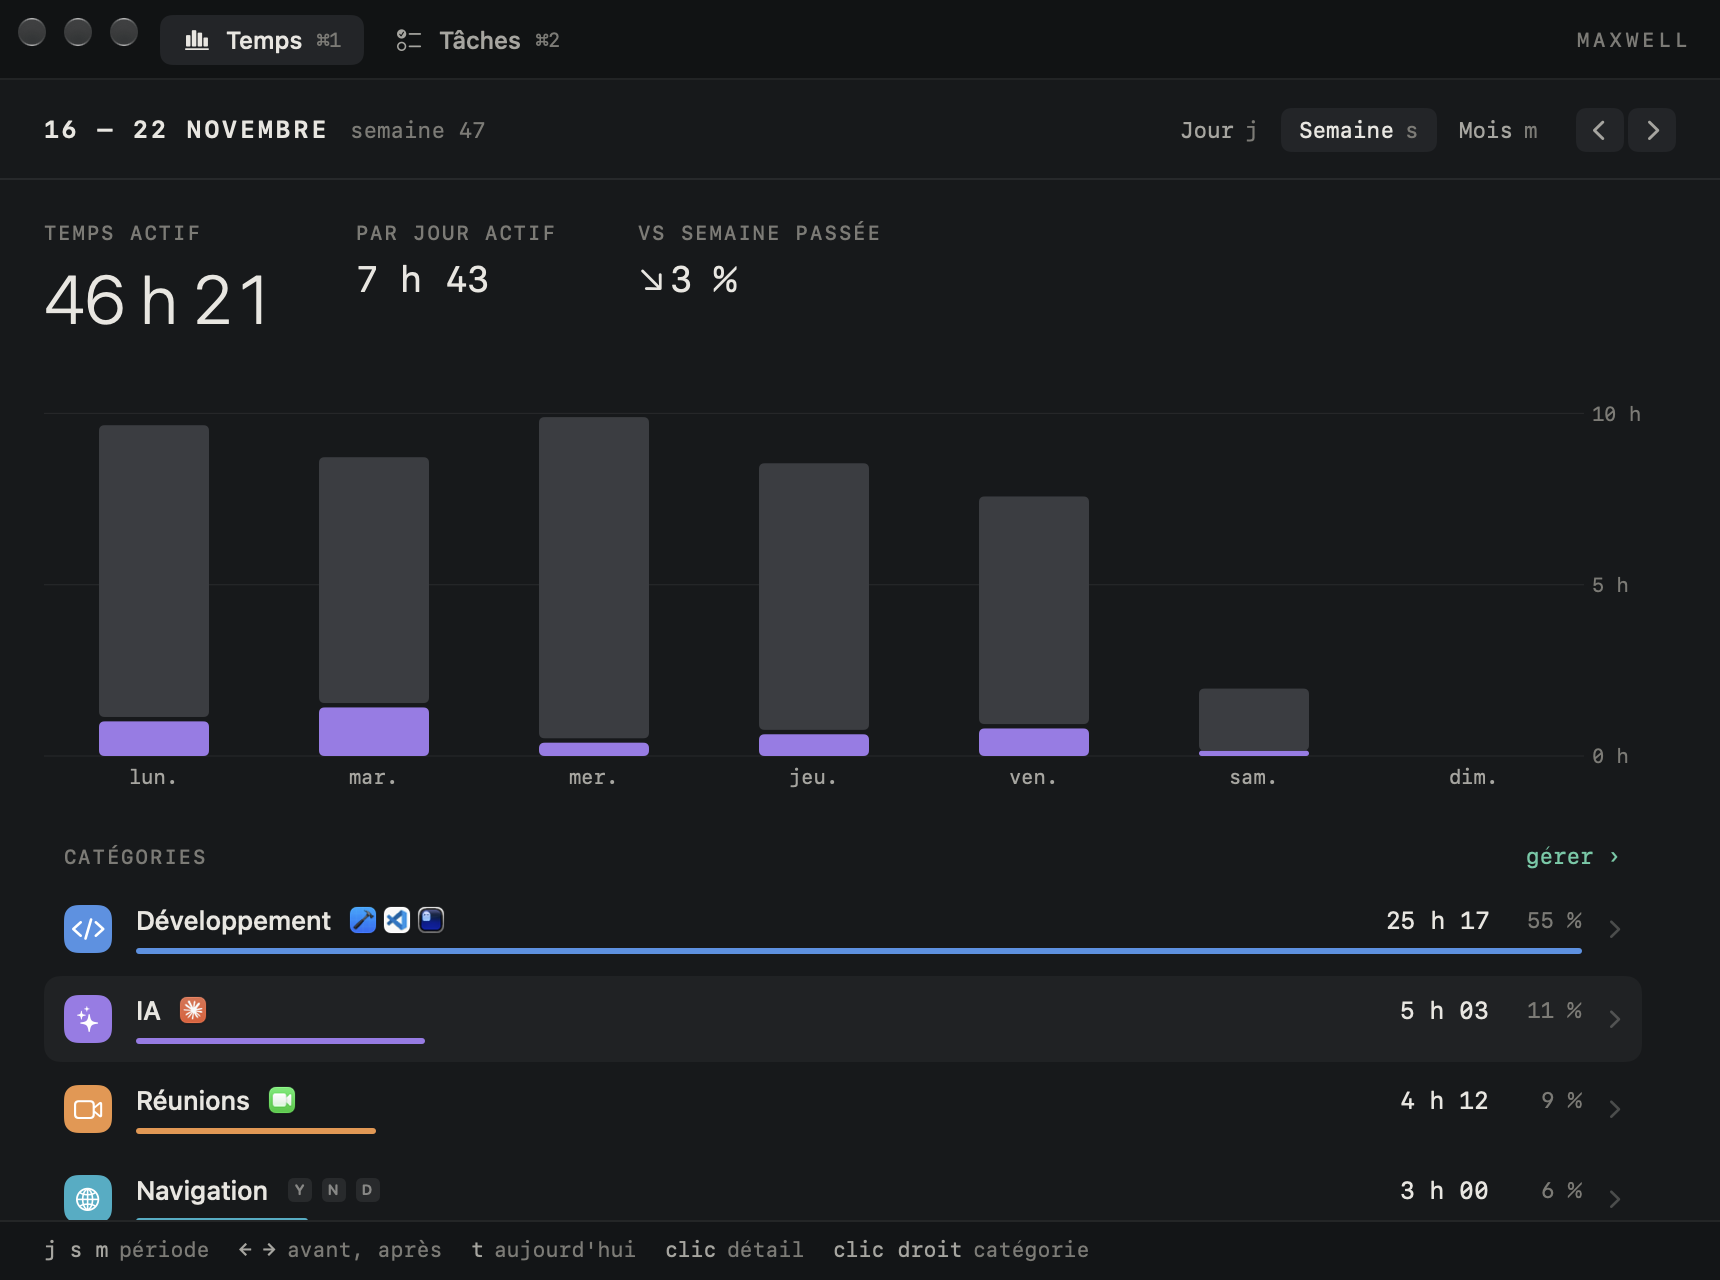 Temps ⌘1 Tâches ⌘2 MAXWELL
16 — 22 NOVEMBRE semaine 47 Jour j Semaine s Mois m
TEMPS ACTIF PAR JOUR ACTIF VS SEMAINE PASSÉE
46 h 21 7 h 43 ↘3 %
10 h
5 h
0 h
lun. mar. mer. jeu. ven. sam. dim.
CATÉGORIES gérer ›
Développement 25 h 17 55 %
IA 5 h 03 11 %
Réunions 4 h 12 9 %
Navigation Y N D 3 h 00 6 %
j s m période ← → avant, après t aujourd'hui clic détail clic droit catégorie